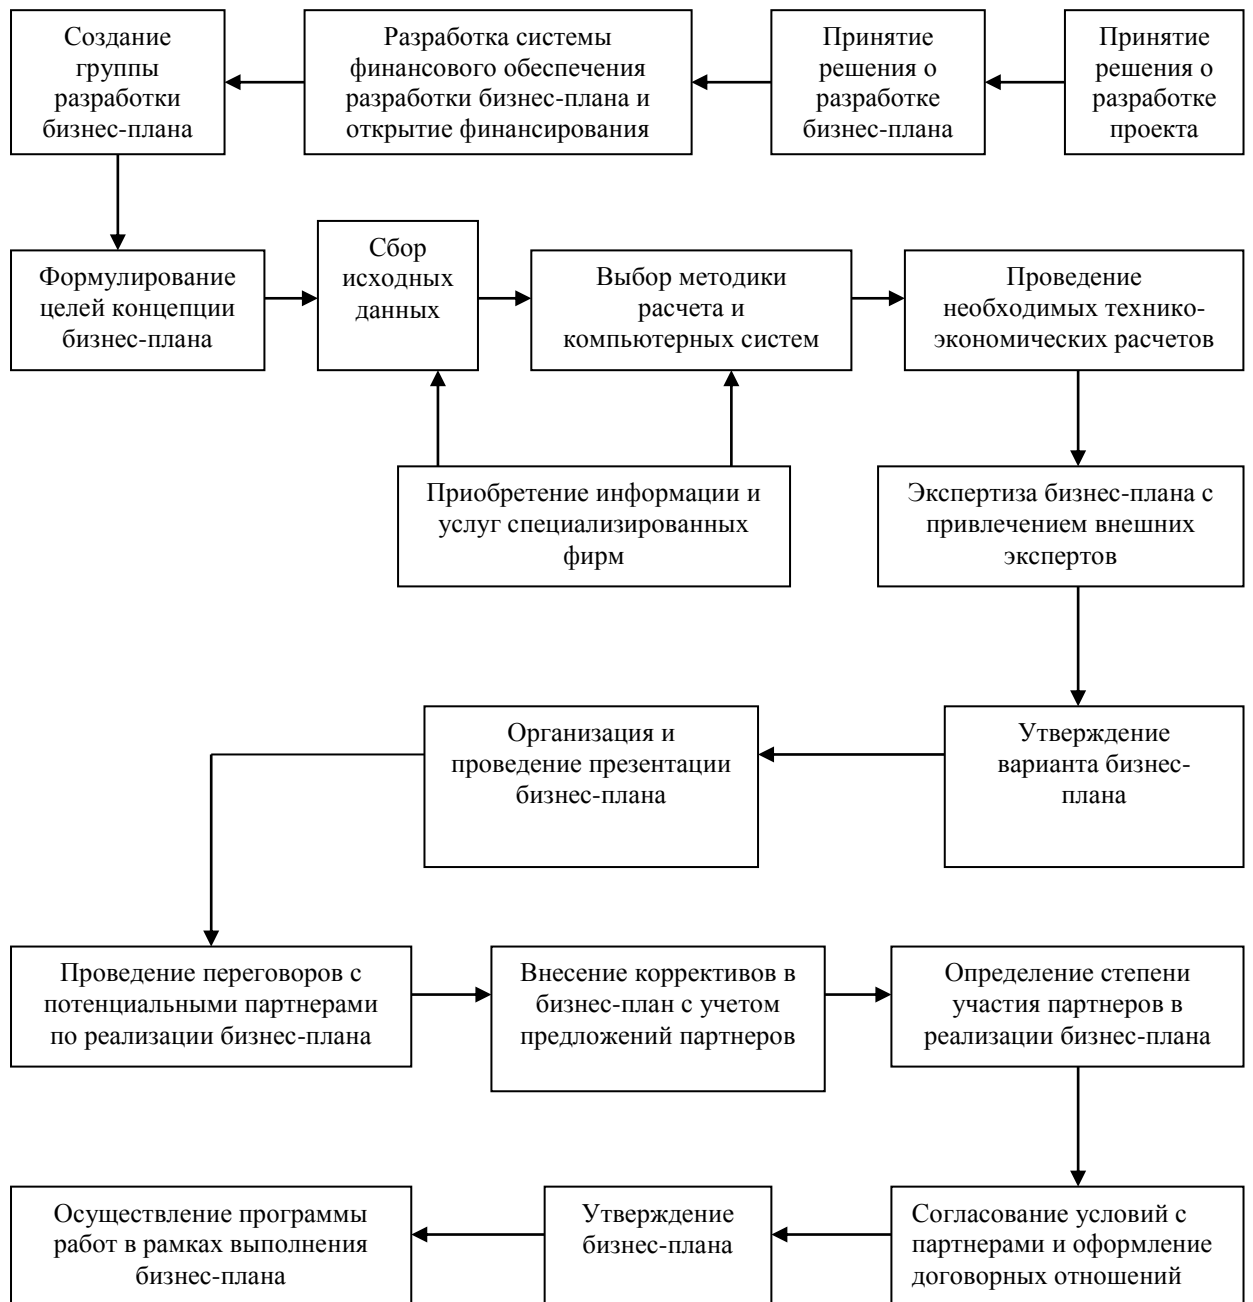 Создание
группы
разработки
бизнес-плана
Разработка системы
финансового обеспечения
разработки бизнес-плана и
открытие финансирования
Принятие
решения о
разработке
бизнес-плана
Принятие
решения о
разработке
проекта
Формулирование
целей концепции
бизнес-плана
Сбор
исходных
данных
Выбор методики
расчета и
компьютерных систем
Проведение
необходимых технико-
экономических расчетов
Приобретение информации и
услуг специализированных
фирм
Экспертиза бизнес-плана с
привлечением внешних
экспертов
Организация и
проведение презентации
бизнес-плана
Утверждение
варианта бизнес-
плана
Проведение переговоров с
потенциальными партнерами
по реализации бизнес-плана
Внесение коррективов в
бизнес-план с учетом
предложений партнеров
Определение степени
участия партнеров в
реализации бизнес-плана
Осуществление программы
работ в рамках выполнения
бизнес-плана
Утверждение
бизнес-плана
Согласование условий с
партнерами и оформление
договорных отношений